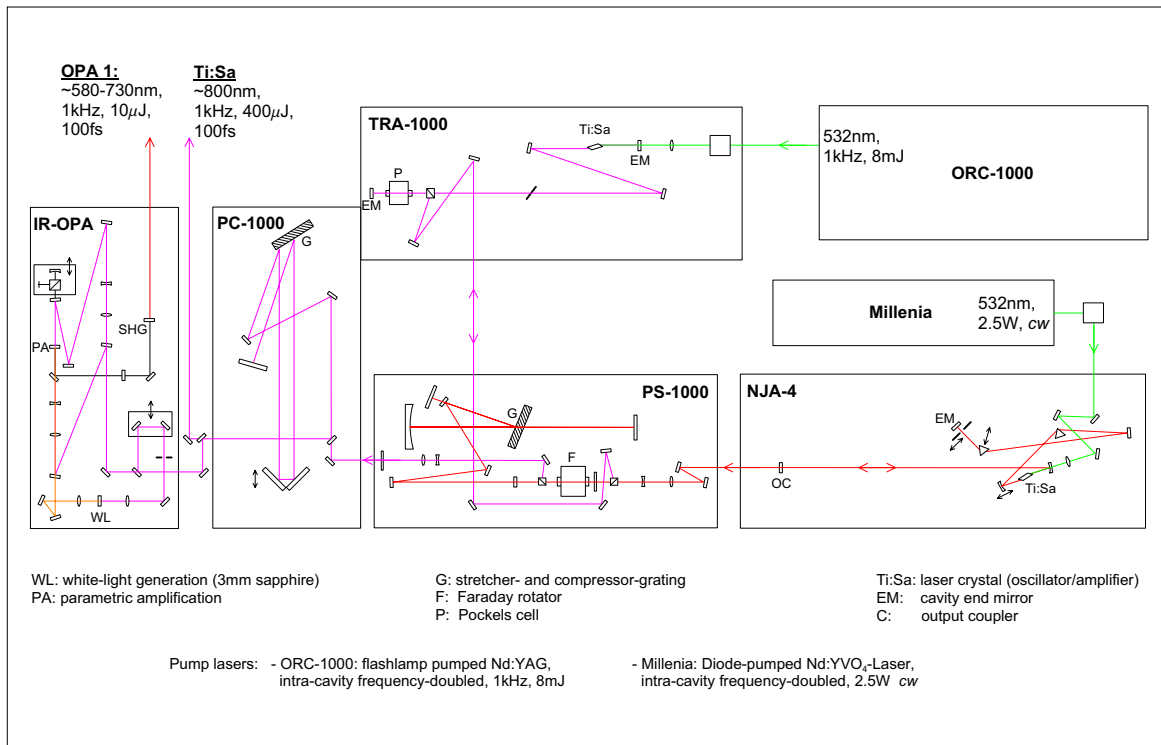 OPA 1:
~580-730nm,
1kHz, 10µJ,
100fs
Ti:Sa
~800nm,
1kHz, 400µJ,
100fs
TRA-1000
Ti:Sa
EM
P
EM
532nm,
1kHz, 8mJ
ORC-1000
IR-OPA
SHG
PA
WL
PC-1000
G
Millenia
532nm,
2.5W, cw
PS-1000
G
F
NJA-4
EM
OC
Ti:Sa
WL: white-light generation (3mm sapphire)
PA: parametric amplification
G: stretcher- and compressor-grating
F: Faraday rotator
P: Pockels cell
Ti:Sa: laser crystal (oscillator/amplifier)
EM: cavity end mirror
C: output coupler
Pump lasers: - ORC-1000: flashlamp pumped Nd:YAG,
intra-cavity frequency-doubled, 1kHz, 8mJ
- Millenia: Diode-pumped Nd:YVO₄-Laser,
intra-cavity frequency-doubled, 2.5W cw